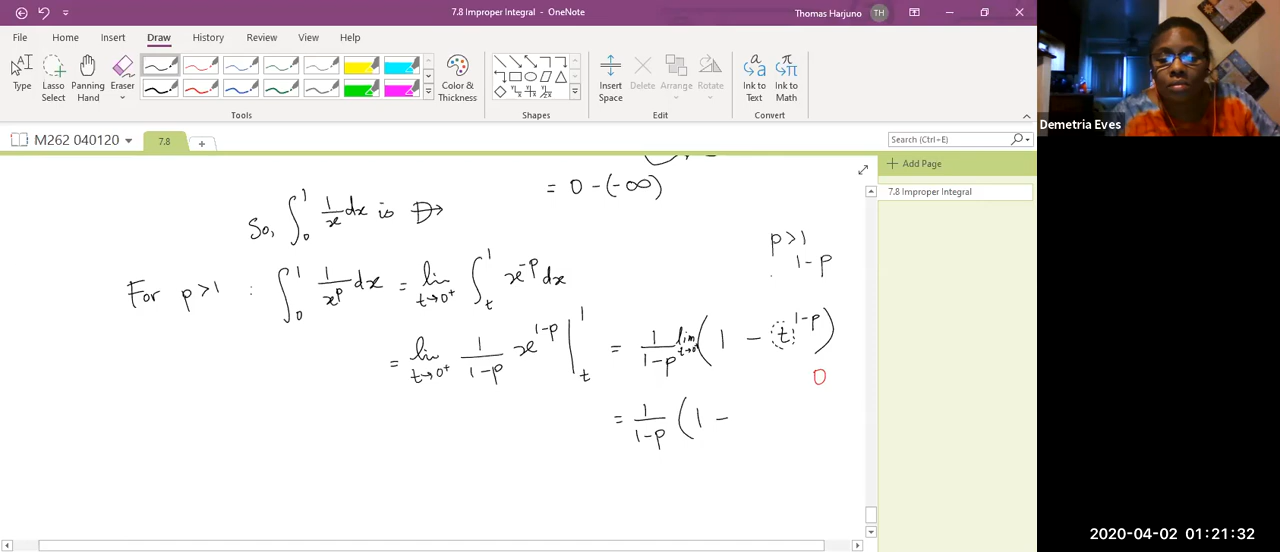 7.8 Improper Integral - OneNote
Thomas Harjuno TH
File Home Insert Draw History Review View Help
Type
Lasso Select
Panning Hand
Eraser
Color & Thickness
Insert Space
Delete
Arrange
Rotate
Ink to Text
Ink to Math
Tools
Shapes
Edit
Convert
Demetria Eves
M262 040120
7.8
Search (Ctrl+E)
Add Page
7.8 Improper Integral
= 0 - (-∞)
So, ∫₀¹ 1/x dx is D
p > 1
1-p
For p > 1 : ∫₀¹ 1/xᵖ dx = lim t→0⁺ ∫ₜ¹ x⁻ᵖ dx
= lim t→0⁺ 1/(1-p) x^(1-p) |ₜ¹ = 1/(1-p) lim t→0⁺ (1 - t^(1-p))
0
= 1/(1-p) (1 -
2020-04-02 01:21:32